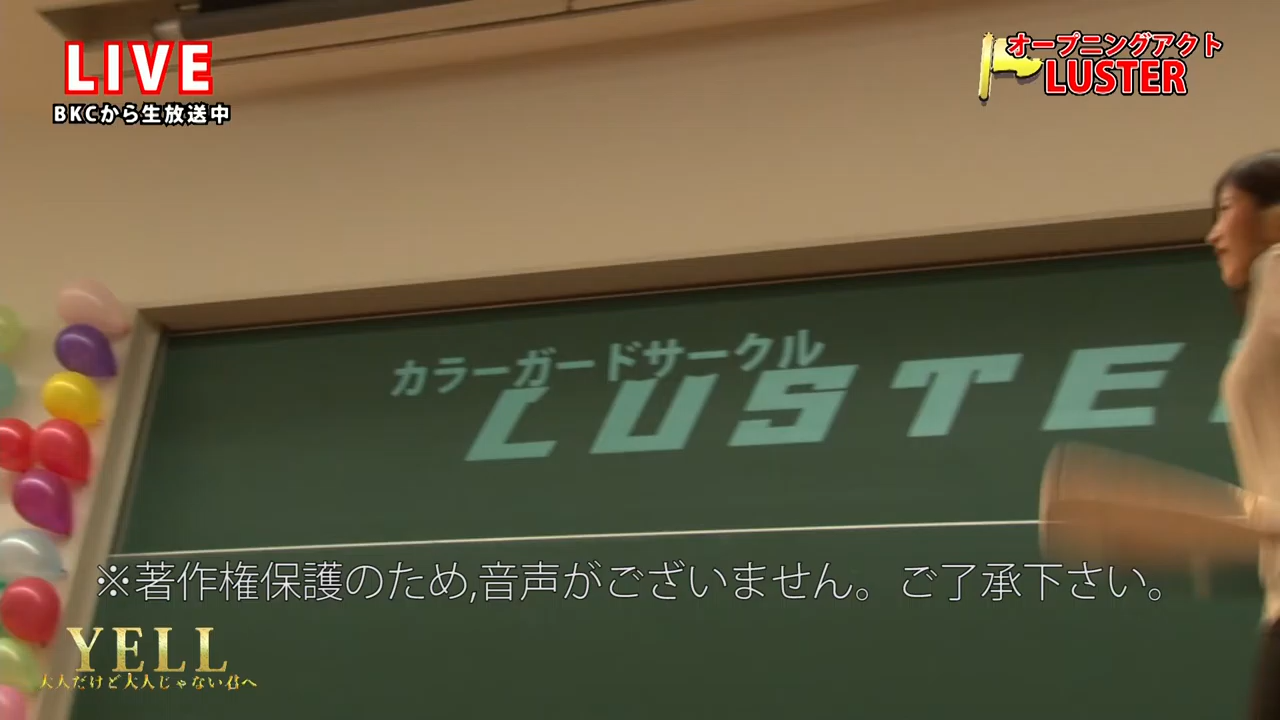 LIVE
BKCから生放送中
オープニングアクト
LUSTER
カラーガードサークル
LUSTE
※著作権保護のため,音声がございません。ご了承下さい。
YELL
大人だけど大人じゃない君へ